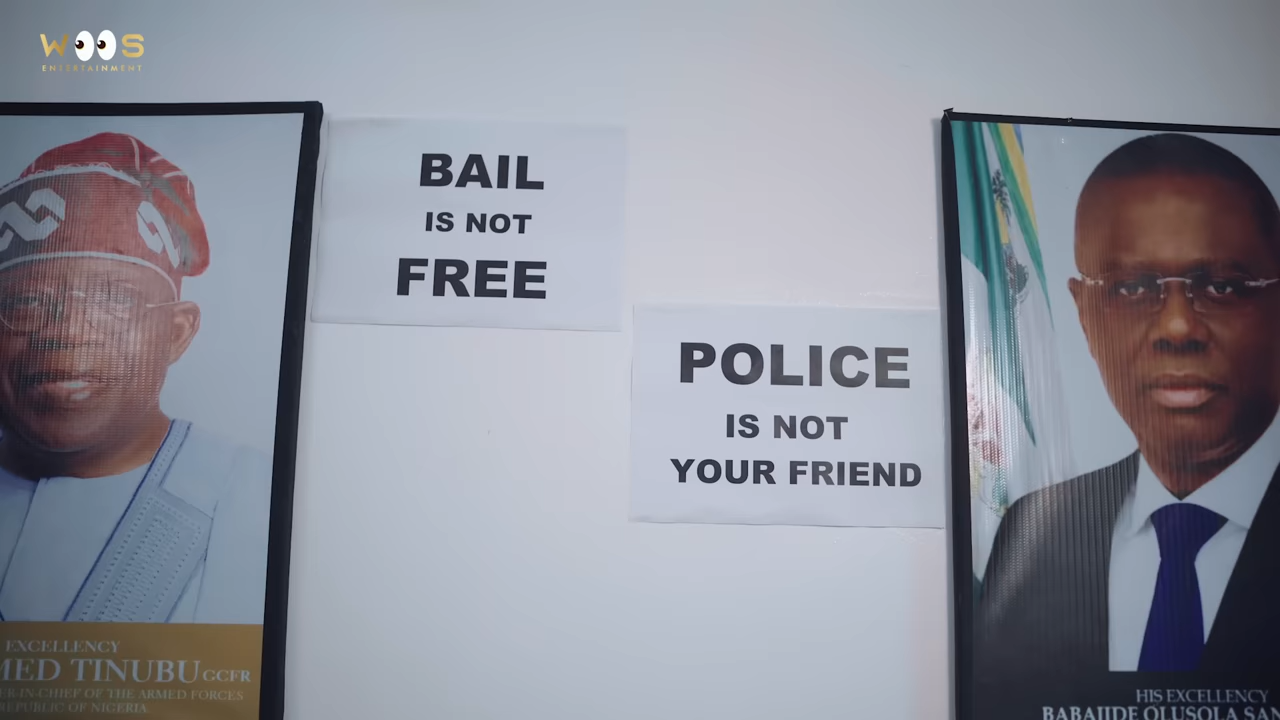 WOOS
ENTERTAINMENT
BAIL
IS NOT
FREE
POLICE
IS NOT
YOUR FRIEND
EXCELLENCY
MED TINUBU GCFR
ER-IN-CHIEF OF THE ARMED FORCES
REPUBLIC OF NIGERIA
HIS EXCELLENCY
BABAJIDE OLUSOLA SAN